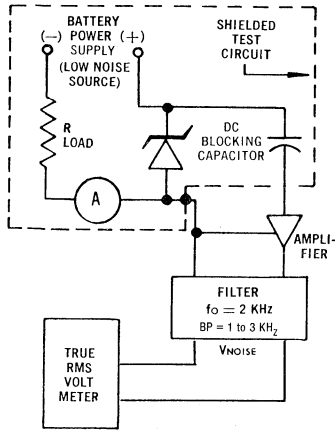 BATTERY
(—) POWER (+)
SUPPLY
(LOW NOISE
SOURCE)
SHIELDED
TEST
CIRCUIT
R
LOAD
DC
BLOCKING
CAPACITOR
A
AMPLI-
FIER
FILTER
fo = 2 KHz
BP = 1 to 3 KHz
VNOISE
TRUE
RMS
VOLT
METER